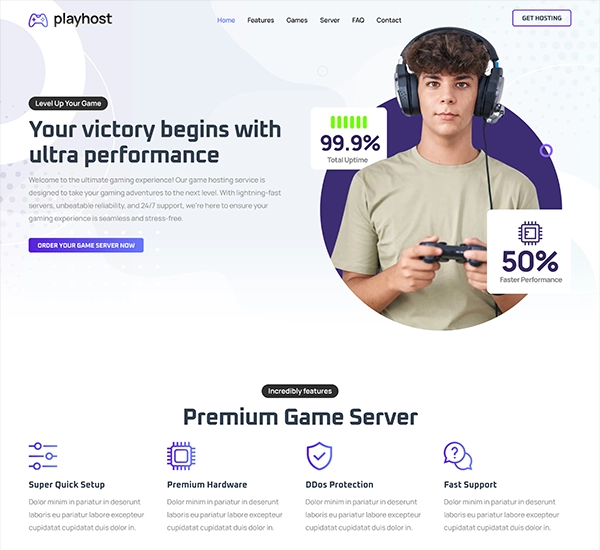 playhost
Home Features Games Server FAQ Contact
GET HOSTING
Level Up Your Game
Your victory begins with
ultra performance
Welcome to the ultimate gaming experience! Our game hosting service is
designed to take your gaming adventures to the next level. With lightning-fast
servers, unbeatable reliability, and 24/7 support, we're here to ensure your
gaming experience is seamless and stress-free.
ORDER YOUR GAME SERVER NOW
99.9%
Total Uptime
50%
Faster Performance
Incredibly features
Premium Game Server
Super Quick Setup
Dolor minim in pariatur in deserunt
laboris eu pariatur labore excepteur
cupidatat cupidatat duis dolor in.
Premium Hardware
Dolor minim in pariatur in deserunt
laboris eu pariatur labore excepteur
cupidatat cupidatat duis dolor in.
DDos Protection
Dolor minim in pariatur in deserunt
laboris eu pariatur labore excepteur
cupidatat cupidatat duis dolor in.
Fast Support
Dolor minim in pariatur in deserunt
laboris eu pariatur labore excepteur
cupidatat cupidatat duis dolor in.